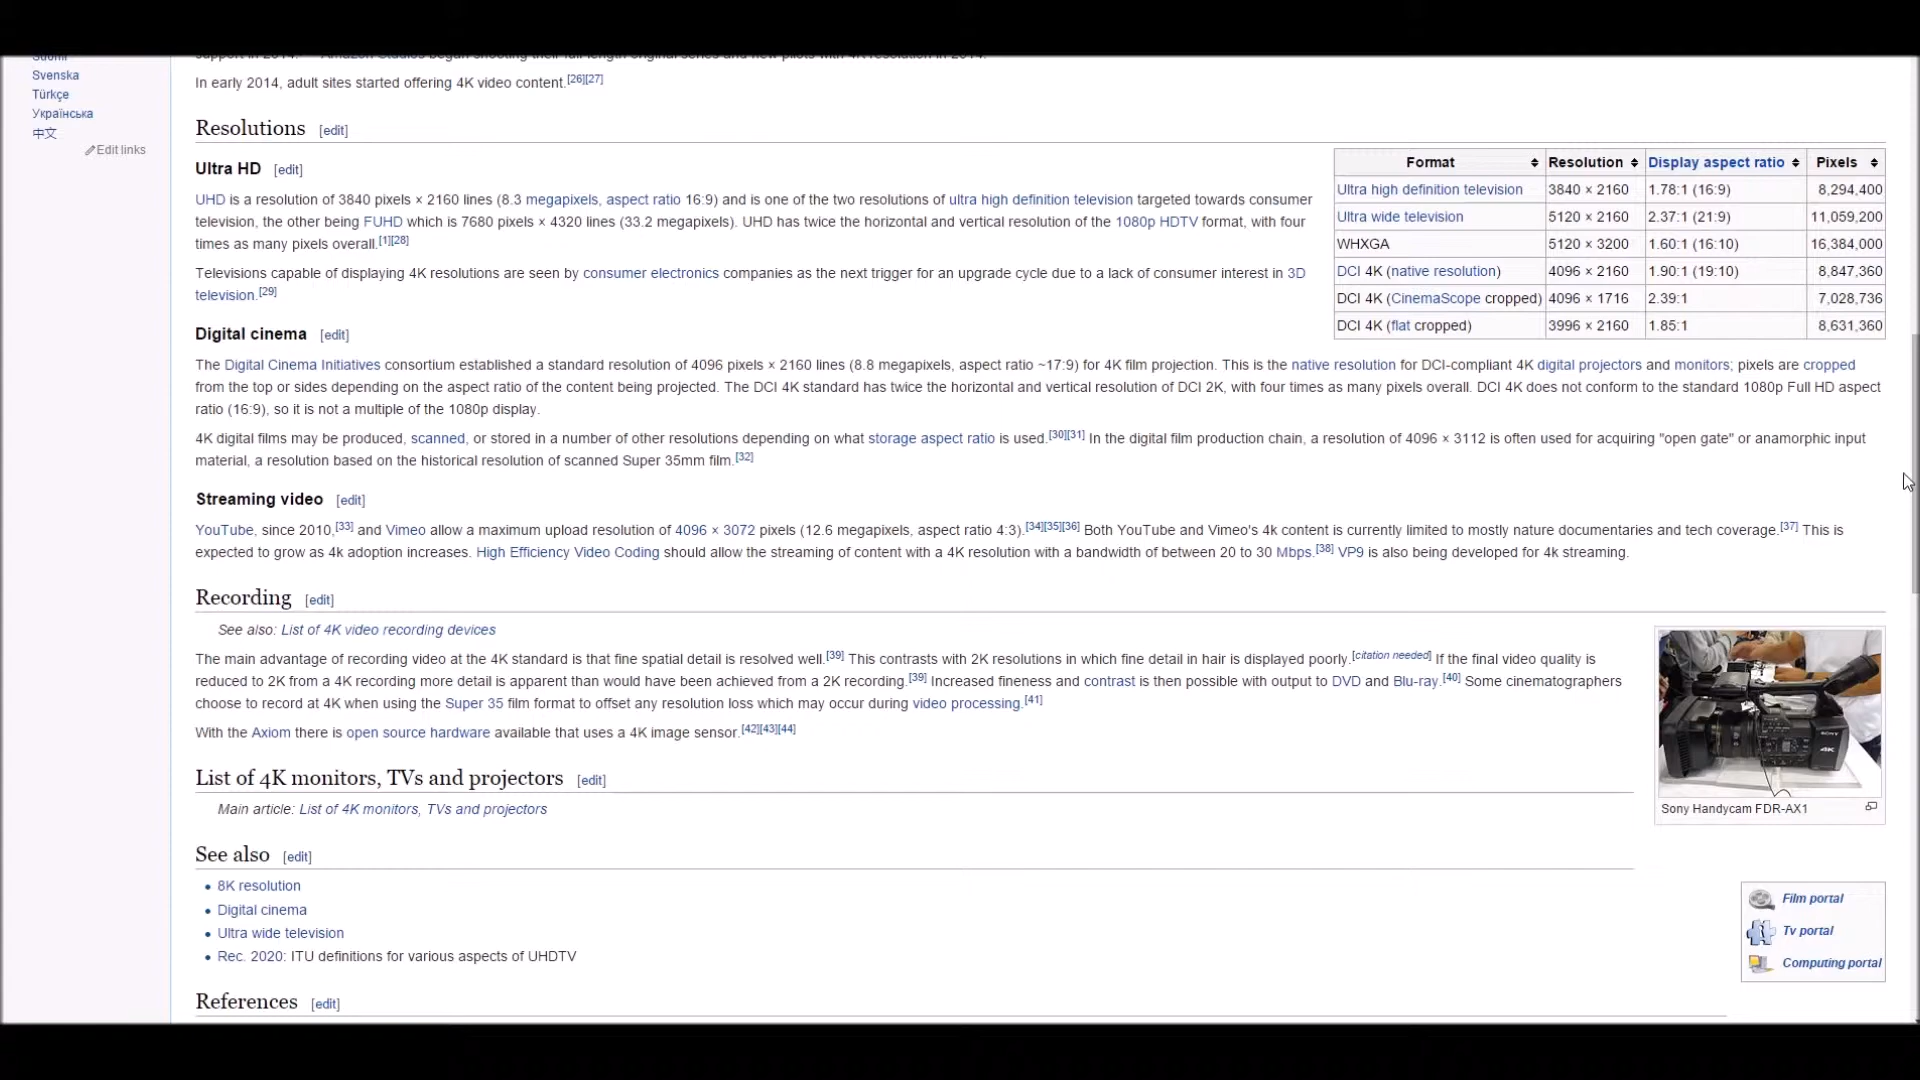 Suomi
Svenska
Türkçe
Українська
中文
Edit links
support in 2014. Amazon Studios began shooting their full-length original series and new pilots with 4K resolution in 2014.
In early 2014, adult sites started offering 4K video content.[26][27]
Resolutions [edit]
Ultra HD [edit]
UHD is a resolution of 3840 pixels × 2160 lines (8.3 megapixels, aspect ratio 16:9) and is one of the two resolutions of ultra high definition television targeted towards consumer
television, the other being FUHD which is 7680 pixels × 4320 lines (33.2 megapixels). UHD has twice the horizontal and vertical resolution of the 1080p HDTV format, with four
times as many pixels overall.[1][28]
Televisions capable of displaying 4K resolutions are seen by consumer electronics companies as the next trigger for an upgrade cycle due to a lack of consumer interest in 3D
television.[29]
Format Resolution Display aspect ratio Pixels
Ultra high definition television 3840 × 2160 1.78:1 (16:9) 8,294,400
Ultra wide television 5120 × 2160 2.37:1 (21:9) 11,059,200
WHXGA 5120 × 3200 1.60:1 (16:10) 16,384,000
DCI 4K (native resolution) 4096 × 2160 1.90:1 (19:10) 8,847,360
DCI 4K (CinemaScope cropped) 4096 × 1716 2.39:1 7,028,736
DCI 4K (flat cropped) 3996 × 2160 1.85:1 8,631,360
Digital cinema [edit]
The Digital Cinema Initiatives consortium established a standard resolution of 4096 pixels × 2160 lines (8.8 megapixels, aspect ratio ~17:9) for 4K film projection. This is the native resolution for DCI-compliant 4K digital projectors and monitors; pixels are cropped
from the top or sides depending on the aspect ratio of the content being projected. The DCI 4K standard has twice the horizontal and vertical resolution of DCI 2K, with four times as many pixels overall. DCI 4K does not conform to the standard 1080p Full HD aspect
ratio (16:9), so it is not a multiple of the 1080p display.
4K digital films may be produced, scanned, or stored in a number of other resolutions depending on what storage aspect ratio is used.[30][31] In the digital film production chain, a resolution of 4096 × 3112 is often used for acquiring "open gate" or anamorphic input
material, a resolution based on the historical resolution of scanned Super 35mm film.[32]
Streaming video [edit]
YouTube, since 2010,[33] and Vimeo allow a maximum upload resolution of 4096 × 3072 pixels (12.6 megapixels, aspect ratio 4:3).[34][35][36] Both YouTube and Vimeo's 4k content is currently limited to mostly nature documentaries and tech coverage.[37] This is
expected to grow as 4k adoption increases. High Efficiency Video Coding should allow the streaming of content with a 4K resolution with a bandwidth of between 20 to 30 Mbps.[38] VP9 is also being developed for 4k streaming.
Recording [edit]
See also: List of 4K video recording devices
The main advantage of recording video at the 4K standard is that fine spatial detail is resolved well.[39] This contrasts with 2K resolutions in which fine detail in hair is displayed poorly.[citation needed] If the final video quality is
reduced to 2K from a 4K recording more detail is apparent than would have been achieved from a 2K recording.[39] Increased fineness and contrast is then possible with output to DVD and Blu-ray.[40] Some cinematographers
choose to record at 4K when using the Super 35 film format to offset any resolution loss which may occur during video processing.[41]
With the Axiom there is open source hardware available that uses a 4K image sensor.[42][43][44]
SONY
4K
Sony Handycam FDR-AX1
List of 4K monitors, TVs and projectors [edit]
Main article: List of 4K monitors, TVs and projectors
See also [edit]
8K resolution
Digital cinema
Ultra wide television
Rec. 2020: ITU definitions for various aspects of UHDTV
Film portal
Tv portal
Computing portal
References [edit]